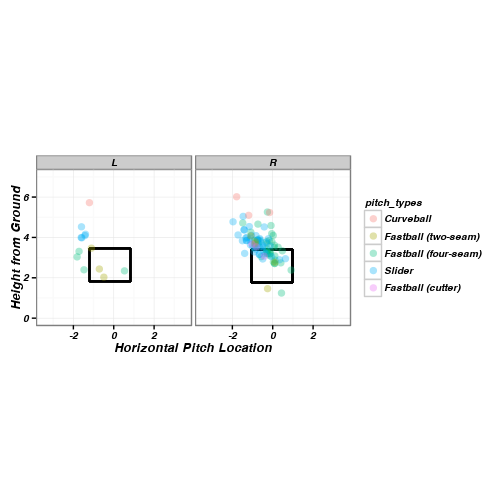 L
R
6
4
2
0
Height from Ground
-2
0
2
-2
0
2
Horizontal Pitch Location
pitch_types
Curveball
Fastball (two-seam)
Fastball (four-seam)
Slider
Fastball (cutter)